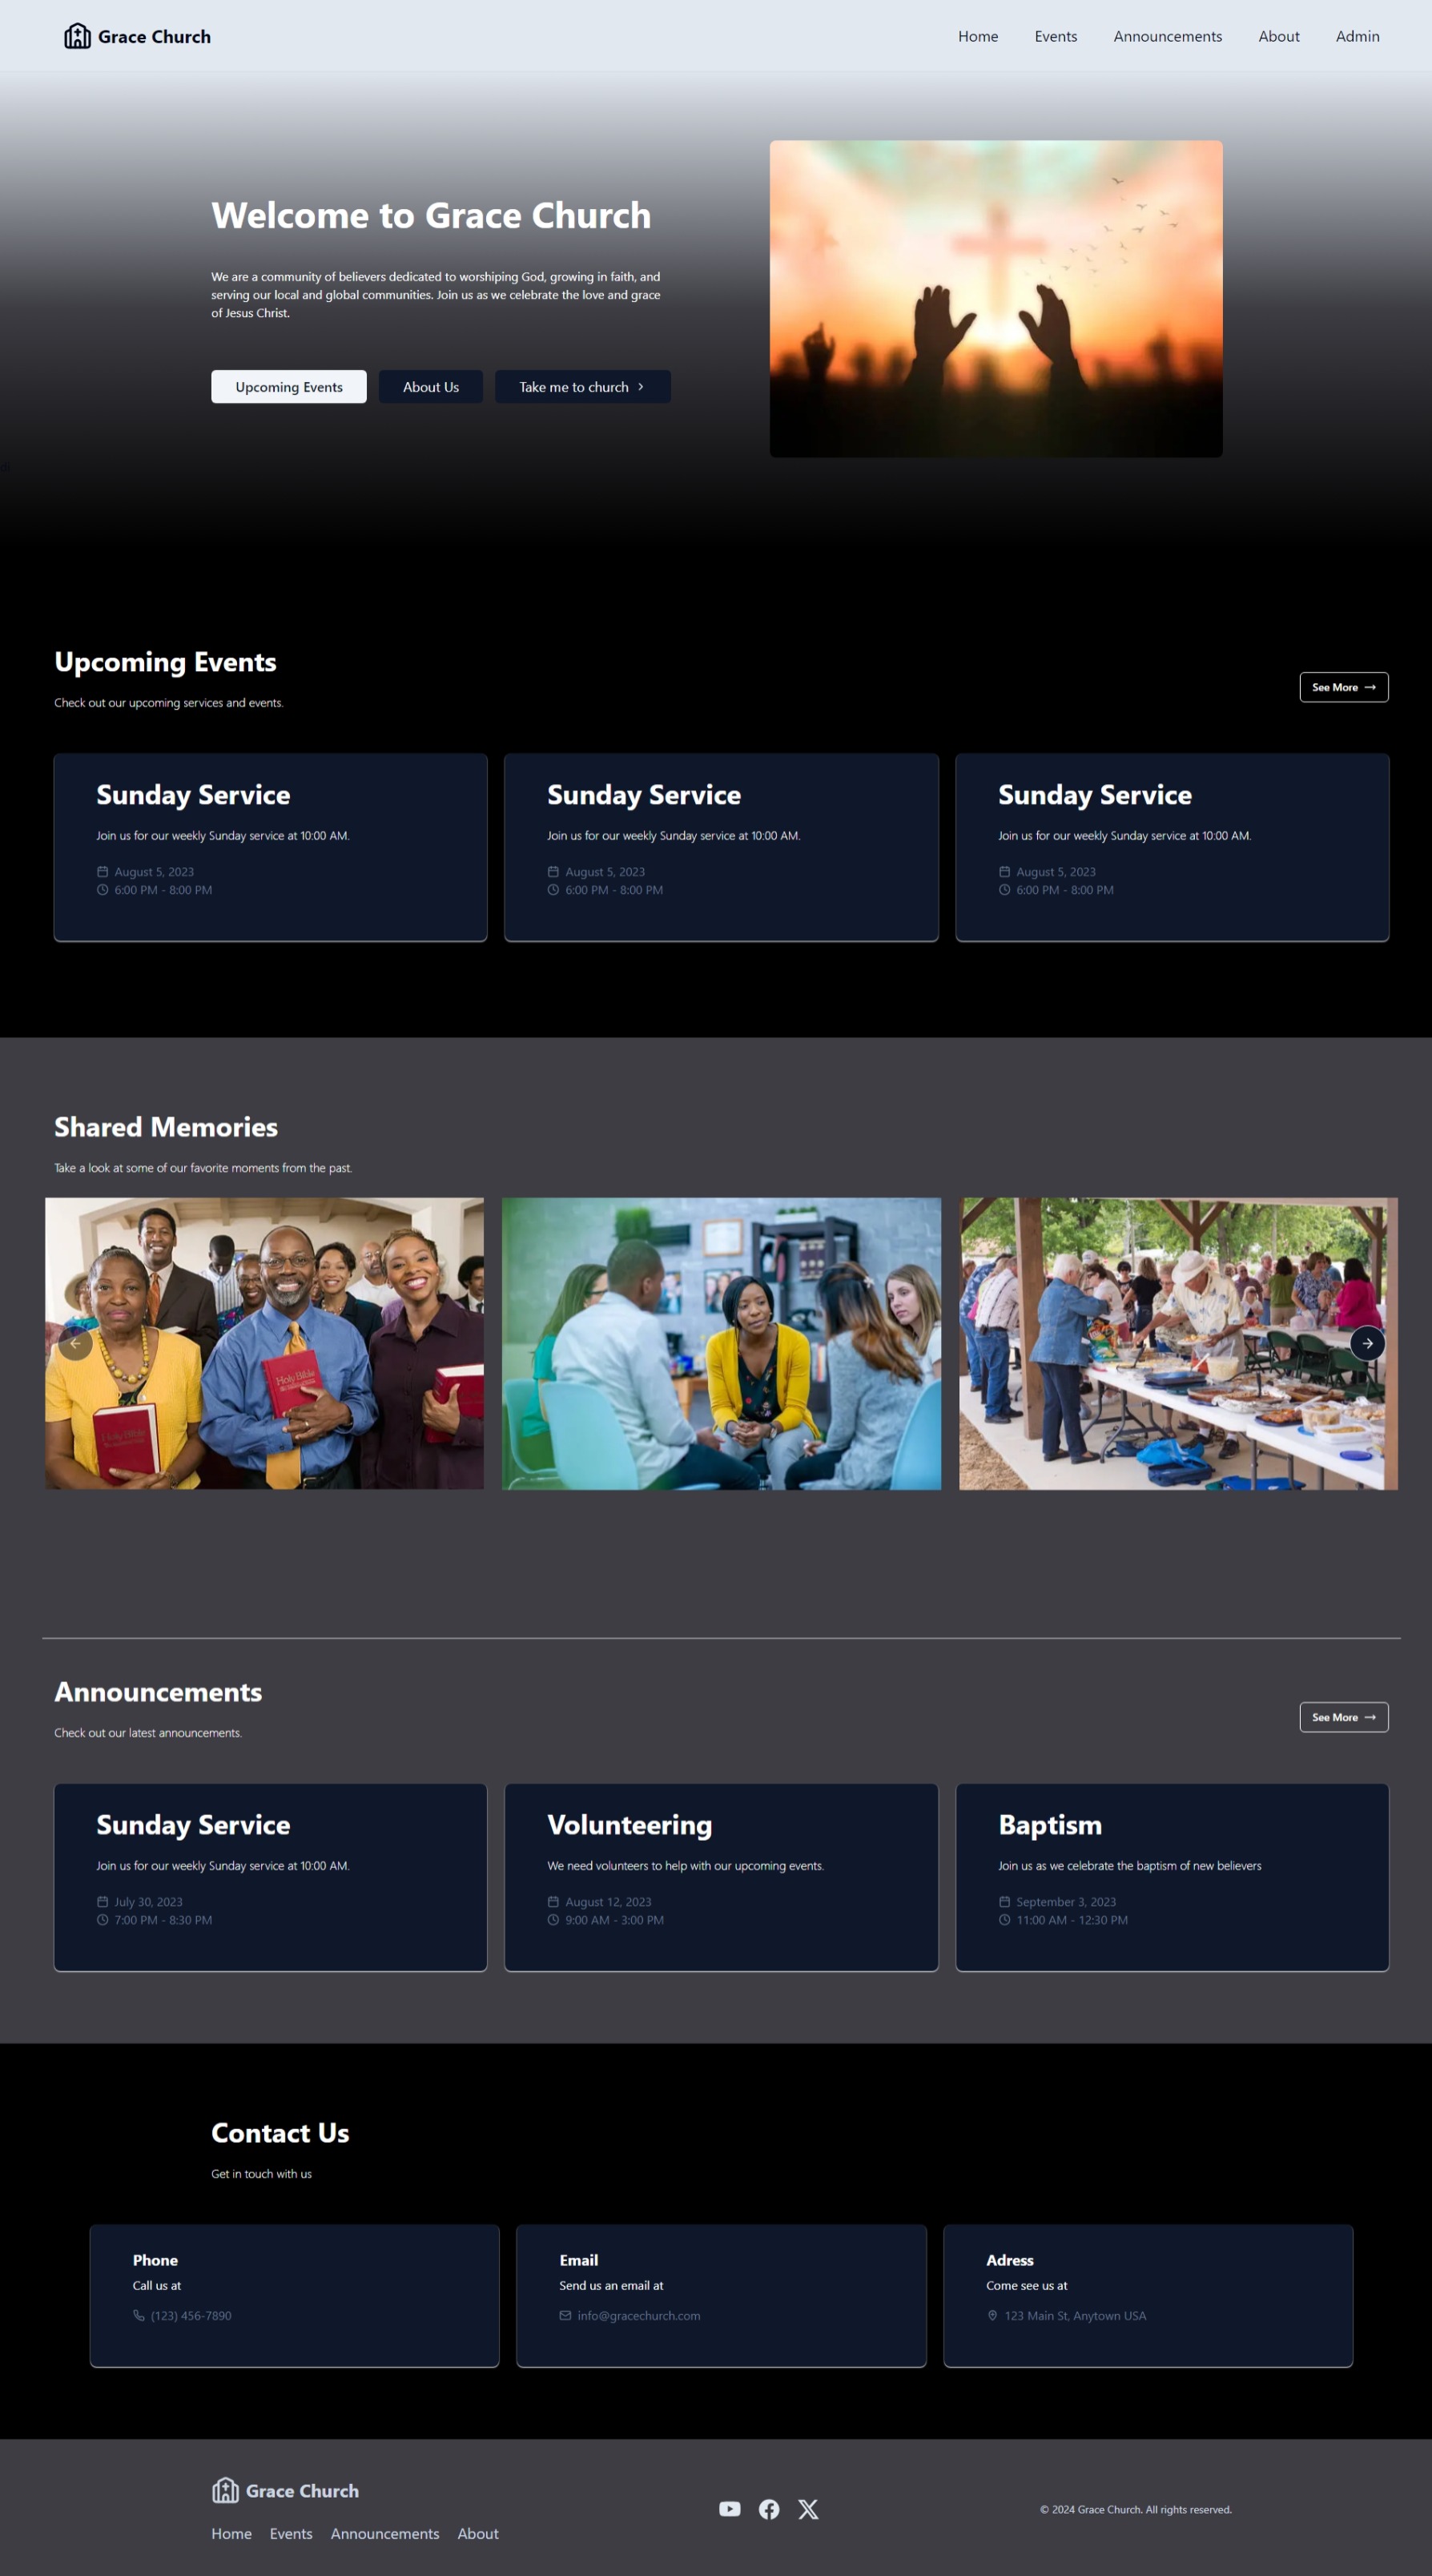 Grace Church
Home Events Announcements About Admin
Welcome to Grace Church
We are a community of believers dedicated to worshiping God, growing in faith, and
serving our local and global communities. Join us as we celebrate the love and grace
of Jesus Christ.
Upcoming Events About Us Take me to church
Upcoming Events
Check out our upcoming services and events.
See More
Sunday Service
Join us for our weekly Sunday service at 10:00 AM.
August 5, 2023
6:00 PM - 8:00 PM
Sunday Service
Join us for our weekly Sunday service at 10:00 AM.
August 5, 2023
6:00 PM - 8:00 PM
Sunday Service
Join us for our weekly Sunday service at 10:00 AM.
August 5, 2023
6:00 PM - 8:00 PM
Shared Memories
Take a look at some of our favorite moments from the past.
Holy Bible
Holy Bible
Announcements
Check out our latest announcements.
See More
Sunday Service
Join us for our weekly Sunday service at 10:00 AM.
July 30, 2023
7:00 PM - 8:30 PM
Volunteering
We need volunteers to help with our upcoming events.
August 12, 2023
9:00 AM - 3:00 PM
Baptism
Join us as we celebrate the baptism of new believers
September 3, 2023
11:00 AM - 12:30 PM
Contact Us
Get in touch with us
Phone
Call us at
(123) 456-7890
Email
Send us an email at
info@gracechurch.com
Adress
Come see us at
123 Main St, Anytown USA
Grace Church
Home Events Announcements About
© 2024 Grace Church. All rights reserved.